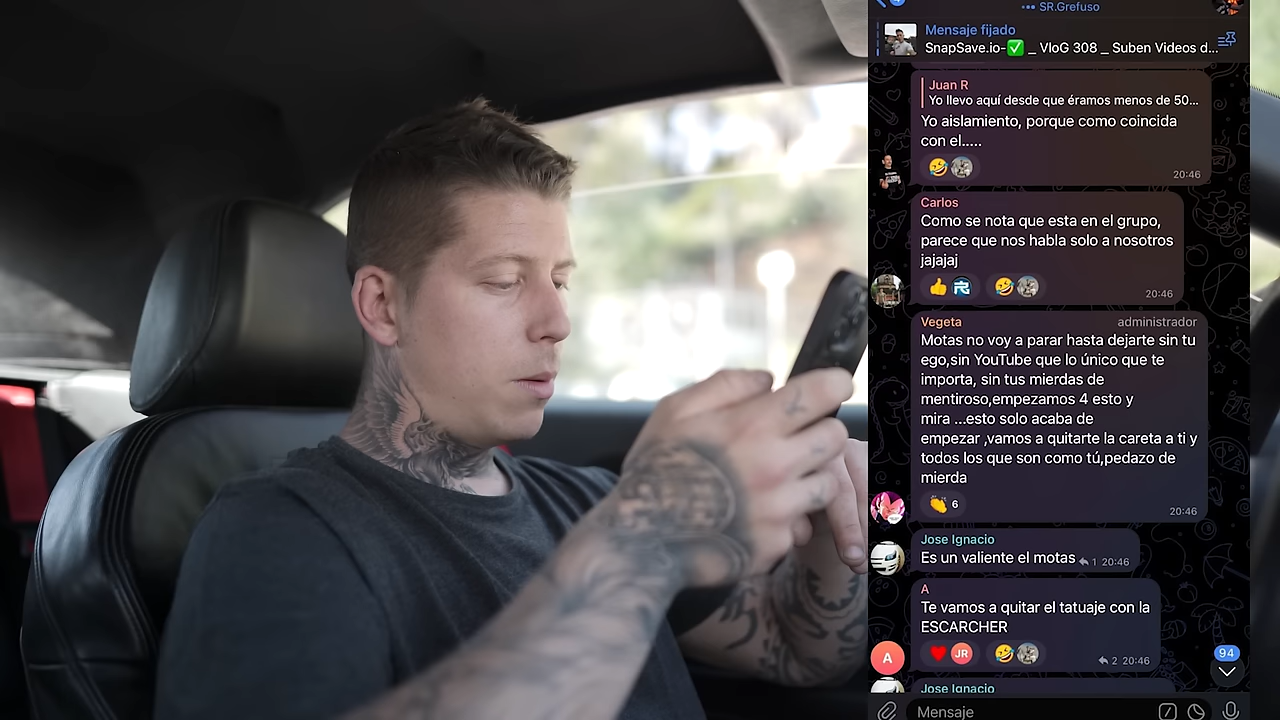 SR.Grefuso
Mensaje fijado
SnapSave.io-✅ _ VloG 308 _ Suben Videos d...
Juan R
Yo llevo aquí desde que éramos menos de 50...
Yo aislamiento, porque como coincida
con el.....
20:46
Carlos
Como se nota que esta en el grupo,
parece que nos habla solo a nosotros
jajajaj
20:46
Vegeta administrador
Motas no voy a parar hasta dejarte sin tu
ego,sin YouTube que lo único que te
importa, sin tus mierdas de
mentiroso,empezamos 4 esto y
mira ...esto solo acaba de
empezar ,vamos a quitarte la careta a ti y
todos los que son como tú,pedazo de
mierda
6
20:46
Jose Ignacio
Es un valiente el motas 1 20:46
A
Te vamos a quitar el tatuaje con la
ESCARCHER
JR
A
2 20:46
94
Jose Ignacio
Mensaje